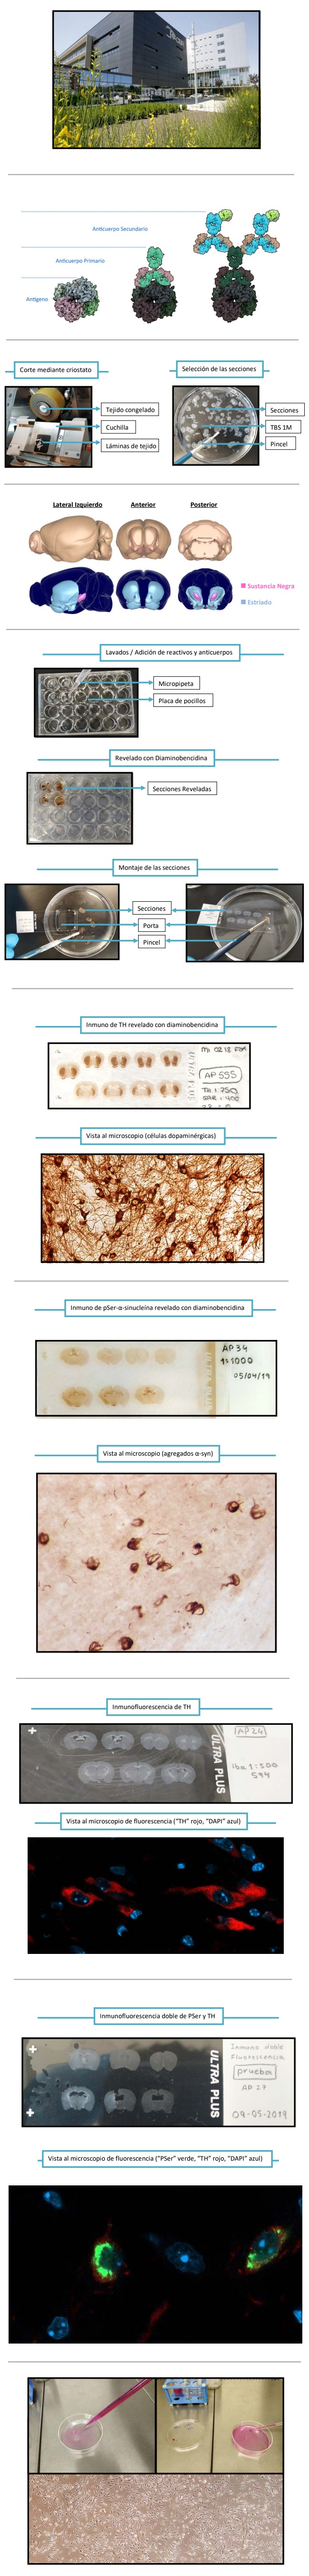 Anticuerpo Secundario
Anticuerpo Primario
Antígeno
Corte mediante criostato
Selección de las secciones
Tejido congelado
Cuchilla
Láminas de tejido
Secciones
TBS 1M
Pincel
Lateral Izquierdo
Anterior
Posterior
Sustancia Negra
Estriado
Lavados / Adición de reactivos y anticuerpos
Micropipeta
Placa de pocillos
Revelado con Diaminobencidina
Secciones Reveladas
Montaje de las secciones
Secciones
Porta
Pincel
Inmuno de TH revelado con diaminobencidina
AP 555
Vista al microscopio (células dopaminérgicas)
Inmuno de pSer-α-sinucleína revelado con diaminobencidina
AP34
1:1000
05/04/19
Vista al microscopio (agregados α-syn)
Inmunofluorescencia de TH
ULTRA PLUS
AP24
1:500
594
Vista al microscopio de fluorescencia ("TH" rojo, "DAPI" azul)
Inmunofluorescencia doble de PSer y TH
ULTRA PLUS
Inmuno doble
Fluorescencia
prueba
AP 27
09-05-2019
Vista al microscopio de fluorescencia ("PSer" verde, "TH" rojo, "DAPI" azul)